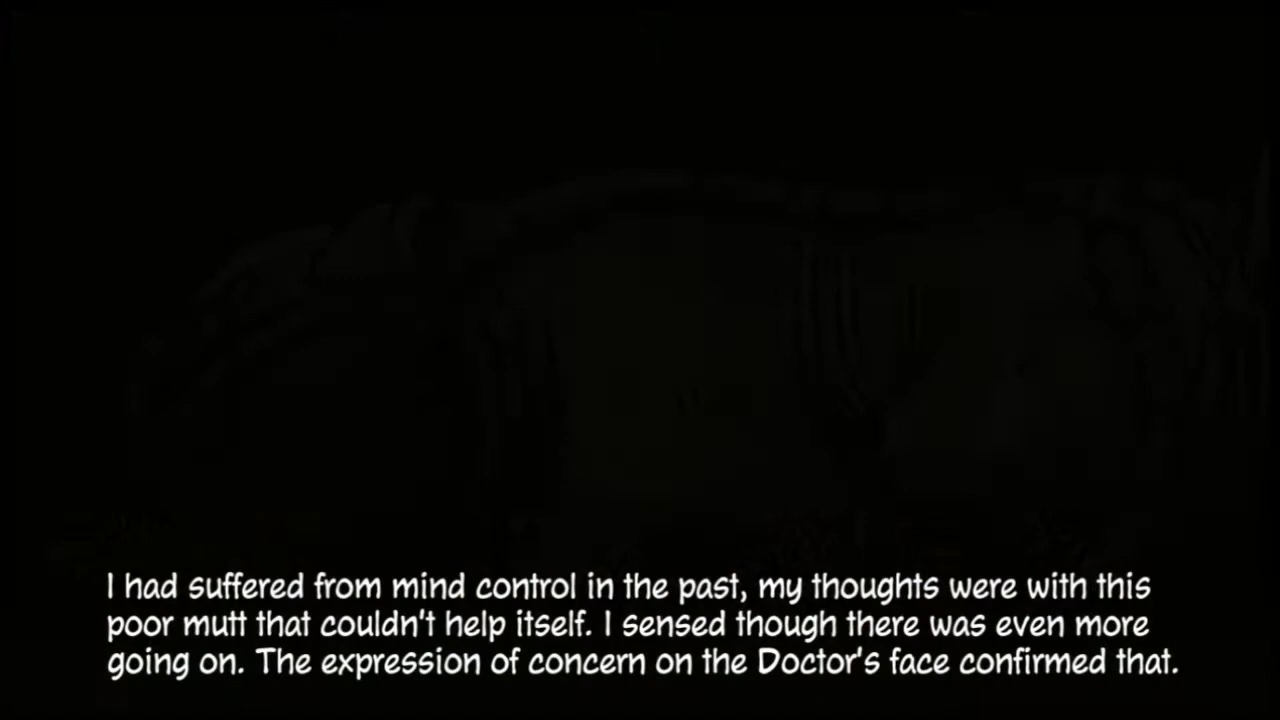 I had suffered from mind control in the past, my thoughts were with this
poor mutt that couldn't help itself. I sensed though there was even more
going on. The expression of concern on the Doctor's face confirmed that.